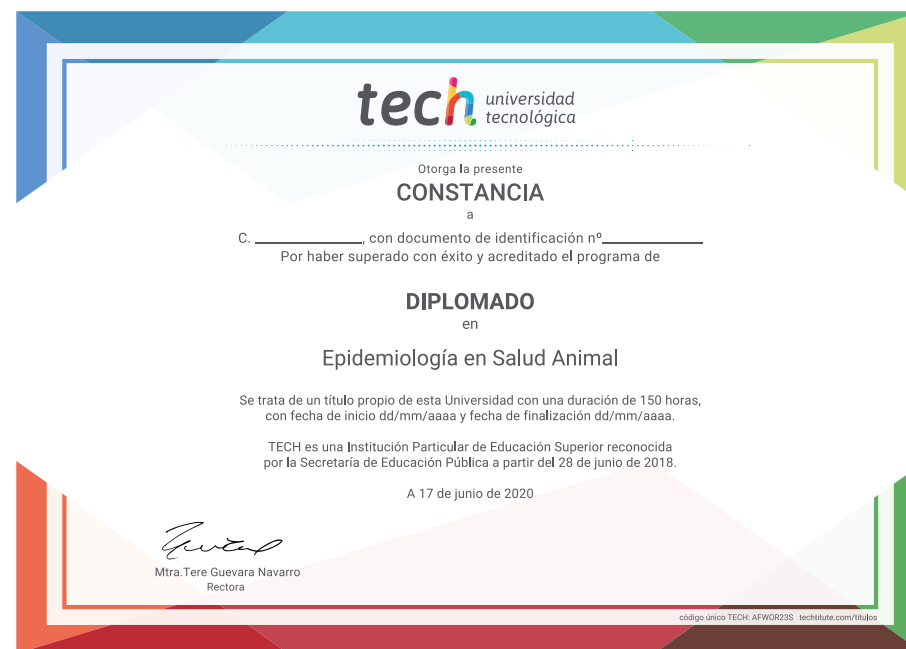 tech universidad
tecnológica
Otorga la presente
CONSTANCIA
a
C. ____________, con documento de identificación nº____________
Por haber superado con éxito y acreditado el programa de
DIPLOMADO
en
Epidemiología en Salud Animal
Se trata de un título propio de esta Universidad con una duración de 150 horas,
con fecha de inicio dd/mm/aaaa y fecha de finalización dd/mm/aaaa.
TECH es una Institución Particular de Educación Superior reconocida
por la Secretaría de Educación Pública a partir del 28 de junio de 2018.
A 17 de junio de 2020
Mtra.Tere Guevara Navarro
Rectora
código único TECH: AFWOR23S techtitute.com/titulos